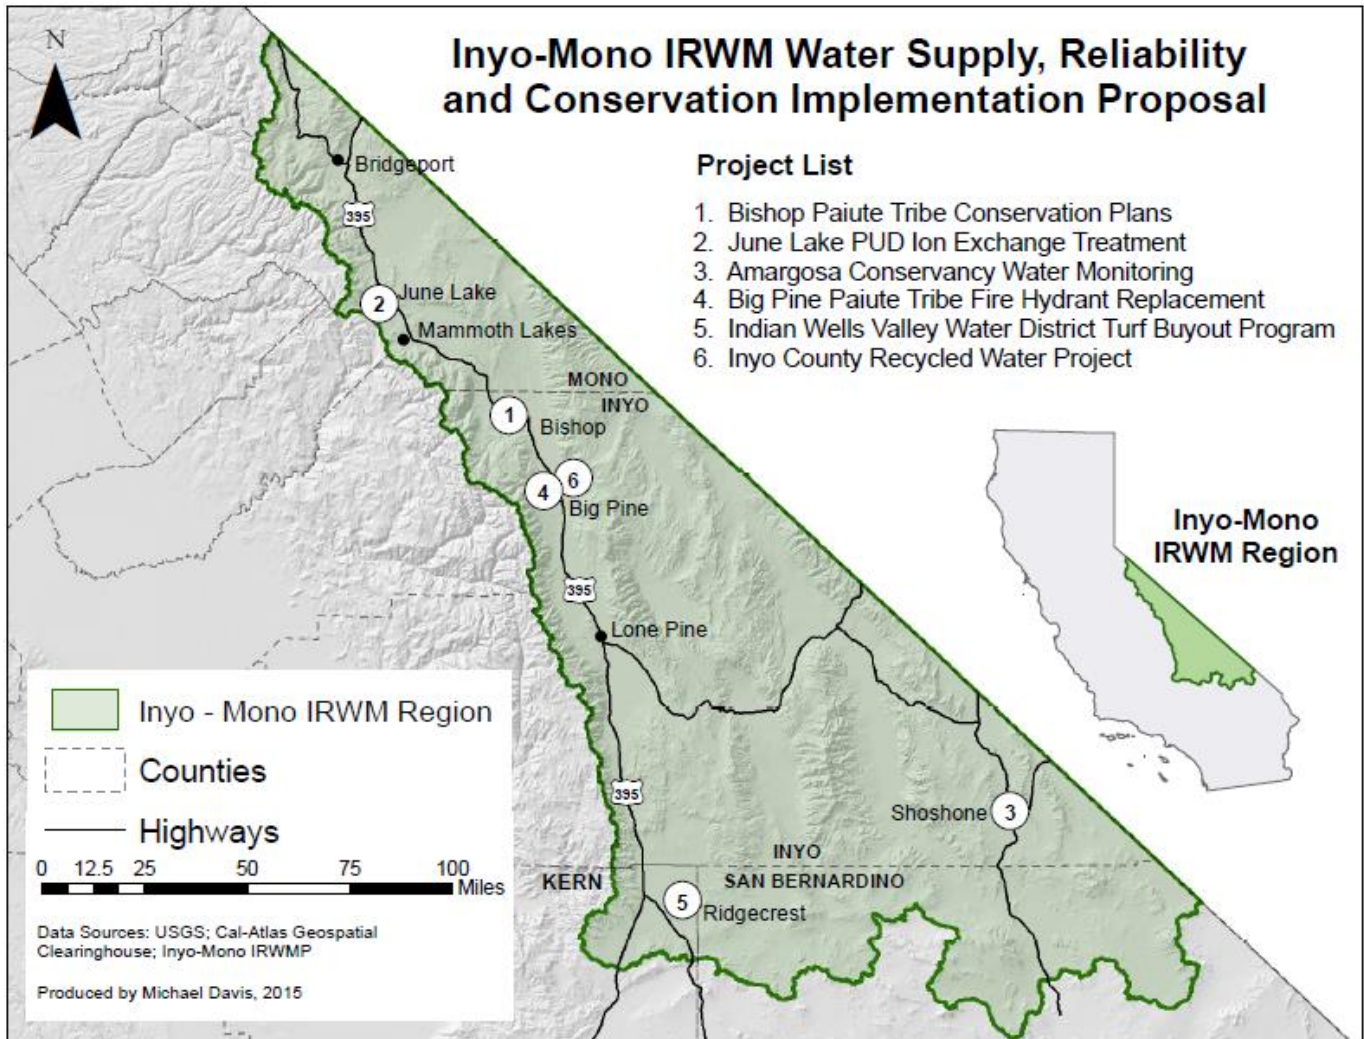 Inyo-Mono IRWM Water Supply, Reliability
and Conservation Implementation Proposal
N
Project List
1. Bishop Paiute Tribe Conservation Plans
2. June Lake PUD Ion Exchange Treatment
3. Amargosa Conservancy Water Monitoring
4. Big Pine Paiute Tribe Fire Hydrant Replacement
5. Indian Wells Valley Water District Turf Buyout Program
6. Inyo County Recycled Water Project
Bridgeport
395
2
June Lake
Mammoth Lakes
MONO
INYO
1
Bishop
6
4
Big Pine
395
Lone Pine
395
Shoshone
3
INYO
KERN
SAN BERNARDINO
5
Ridgecrest
Inyo-Mono
IRWM Region
Inyo - Mono IRWM Region
Counties
Highways
0 12.5 25 50 75 100
Miles
Data Sources: USGS; Cal-Atlas Geospatial
Clearinghouse; Inyo-Mono IRWMP
Produced by Michael Davis, 2015